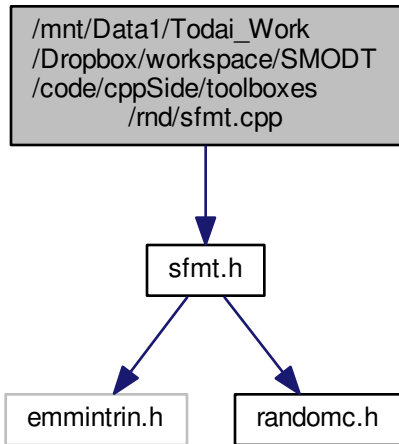 /mnt/Data1/Todai_Work
/Dropbox/workspace/SMODT
/code/cppSide/toolboxes
/rnd/sfmt.cpp
sfmt.h
emmintrin.h
randomc.h